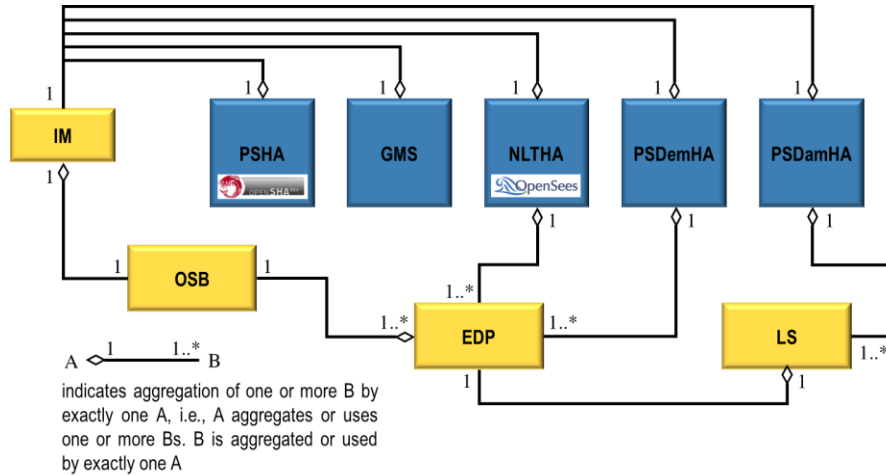 1
1
1
1
1
1
IM
PSHA
GMS
NLTHA
PSDemHA
PSDamHA
OPENSHA
OpenSees
1
1
1
1
1
OSB
1
1..*
1..*
EDP
1..*
LS
1..*
1
1
A
1
1..*
B
indicates aggregation of one or more B by
exactly one A, i.e., A aggregates or uses
one or more Bs. B is aggregated or used
by exactly one A